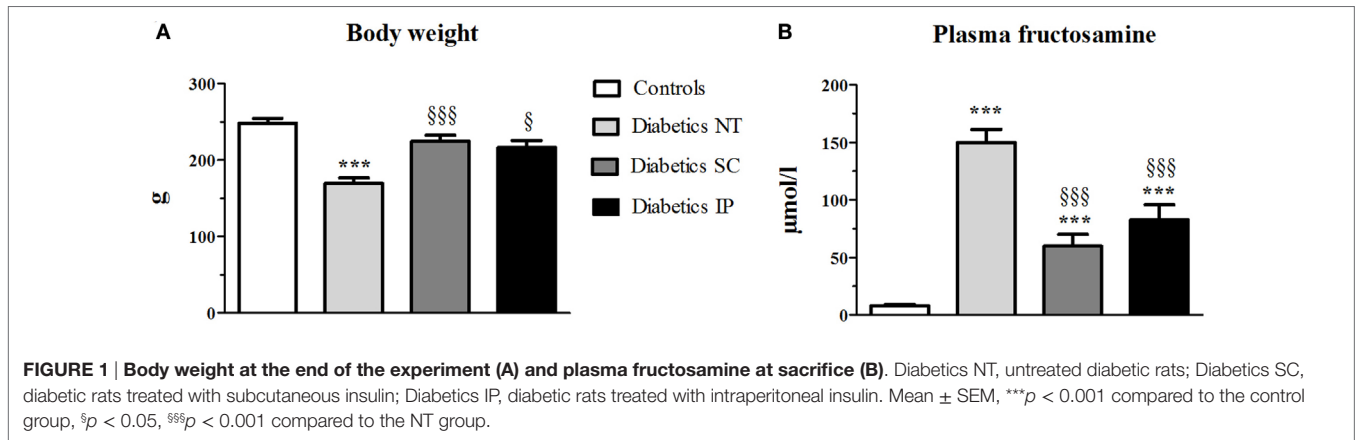 A
Body weight
g
300
200
100
0
***
§§§
§
Controls
Diabetics NT
Diabetics SC
Diabetics IP
B
Plasma fructosamine
µmol/l
200
150
100
50
0
***
§§§
***
§§§
***
FIGURE 1 | Body weight at the end of the experiment (A) and plasma fructosamine at sacrifice (B). Diabetics NT, untreated diabetic rats; Diabetics SC,
diabetic rats treated with subcutaneous insulin; Diabetics IP, diabetic rats treated with intraperitoneal insulin. Mean ± SEM, ***p < 0.001 compared to the control
group, §p < 0.05, §§§p < 0.001 compared to the NT group.